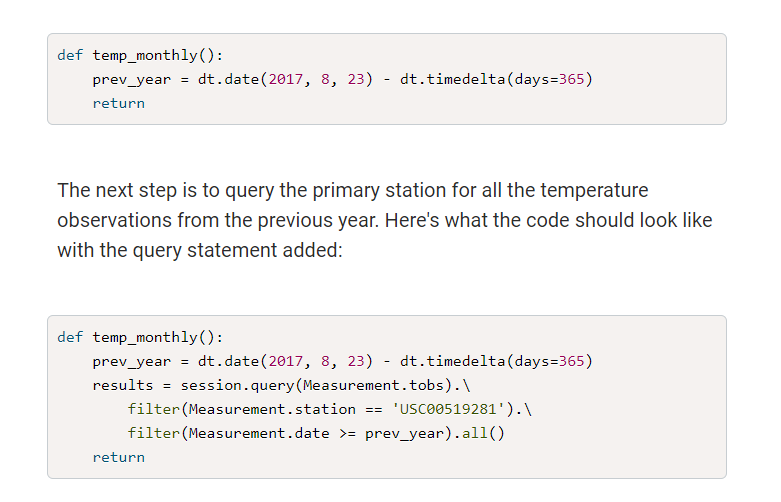 def temp_monthly():
    prev_year = dt.date(2017, 8, 23) - dt.timedelta(days=365)
    return
The next step is to query the primary station for all the temperature
observations from the previous year. Here's what the code should look like
with the query statement added:
def temp_monthly():
    prev_year = dt.date(2017, 8, 23) - dt.timedelta(days=365)
    results = session.query(Measurement.tobs).\
        filter(Measurement.station == 'USC00519281').\
        filter(Measurement.date >= prev_year).all()
    return